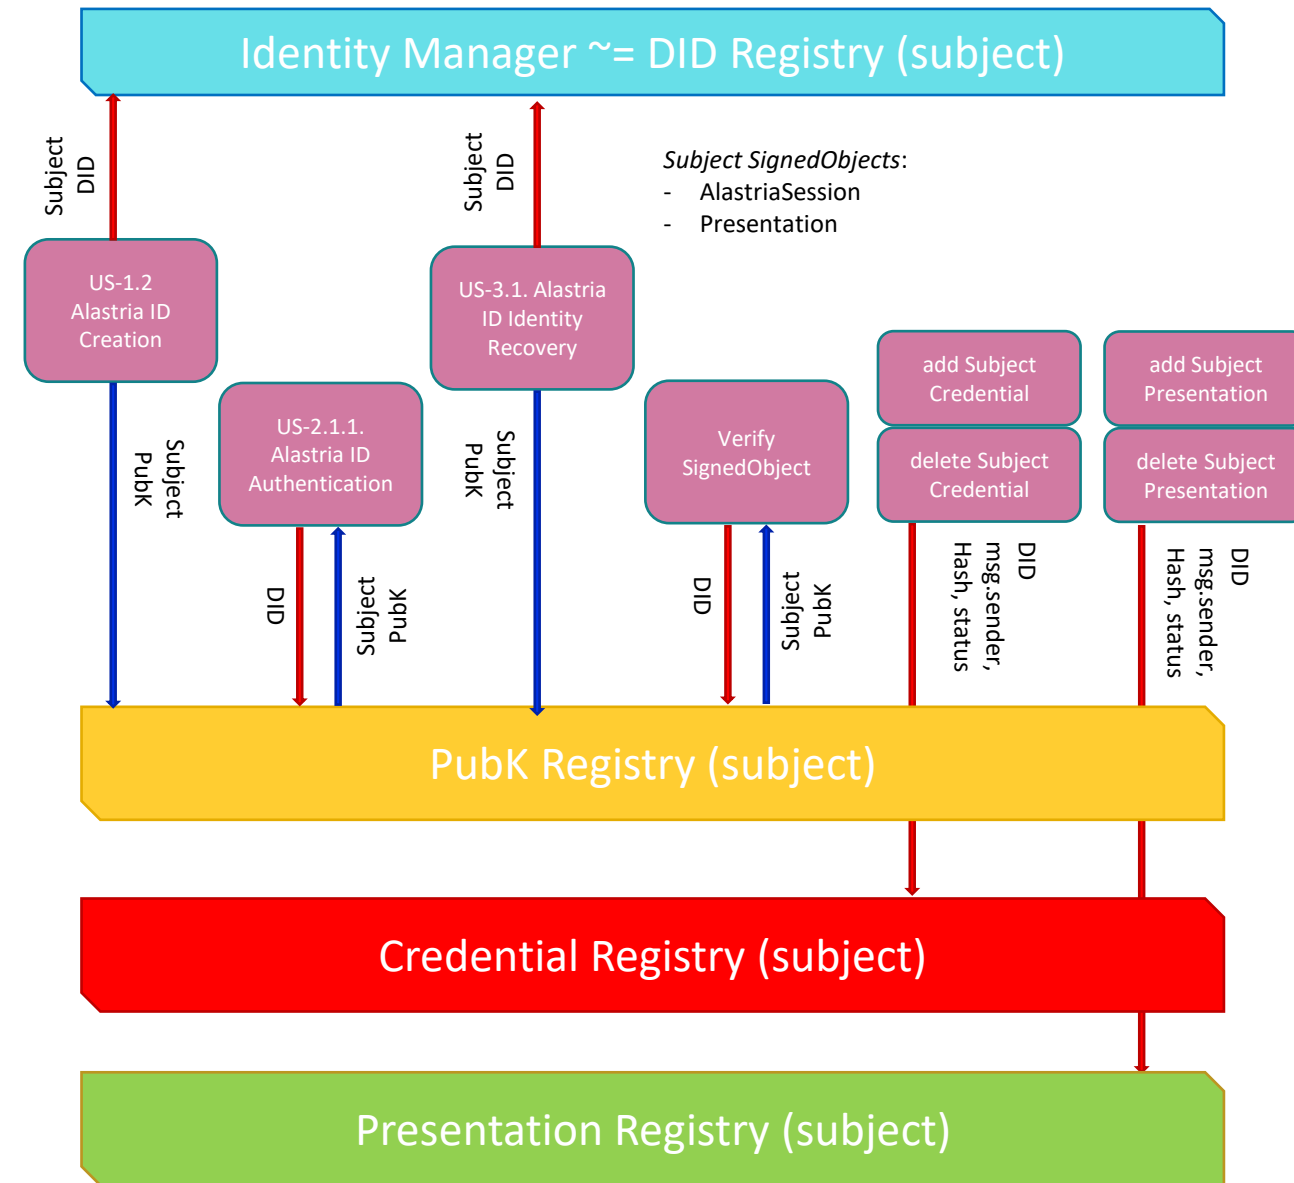 Identity Manager ~= DID Registry (subject)
Subject
DID
Subject
DID
Subject SignedObjects:
- AlastriaSession
- Presentation
US-1.2
Alastria ID
Creation
US-3.1. Alastria
ID Identity
Recovery
US-2.1.1.
Alastria ID
Authentication
Verify
SignedObject
add Subject
Credential
delete Subject
Credential
add Subject
Presentation
delete Subject
Presentation
Subject
PubK
DID
Subject
PubK
Subject
PubK
DID
Subject
PubK
DID
msg.sender,
Hash, status
DID
msg.sender,
Hash, status
PubK Registry (subject)
Credential Registry (subject)
Presentation Registry (subject)